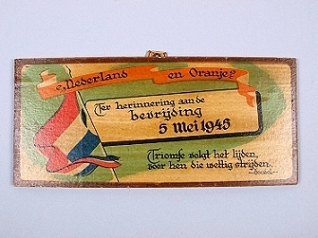 Nederland en Oranje
Ter herinnering aan de
bevrijding
5 Mei 1945
Triomfe volgt het lijden,
voor hen die wettig strijden.